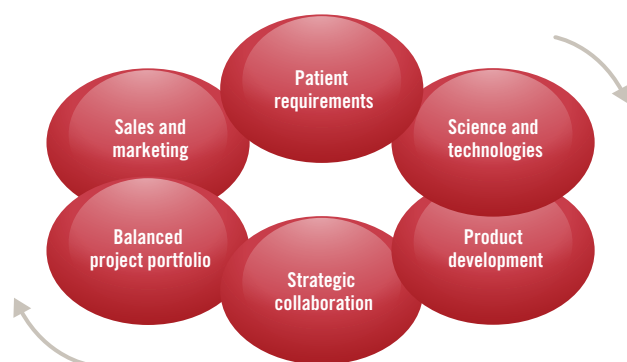 Patient
requirements
Science and
technologies
Product
development
Strategic
collaboration
Balanced
project portfolio
Sales and
marketing